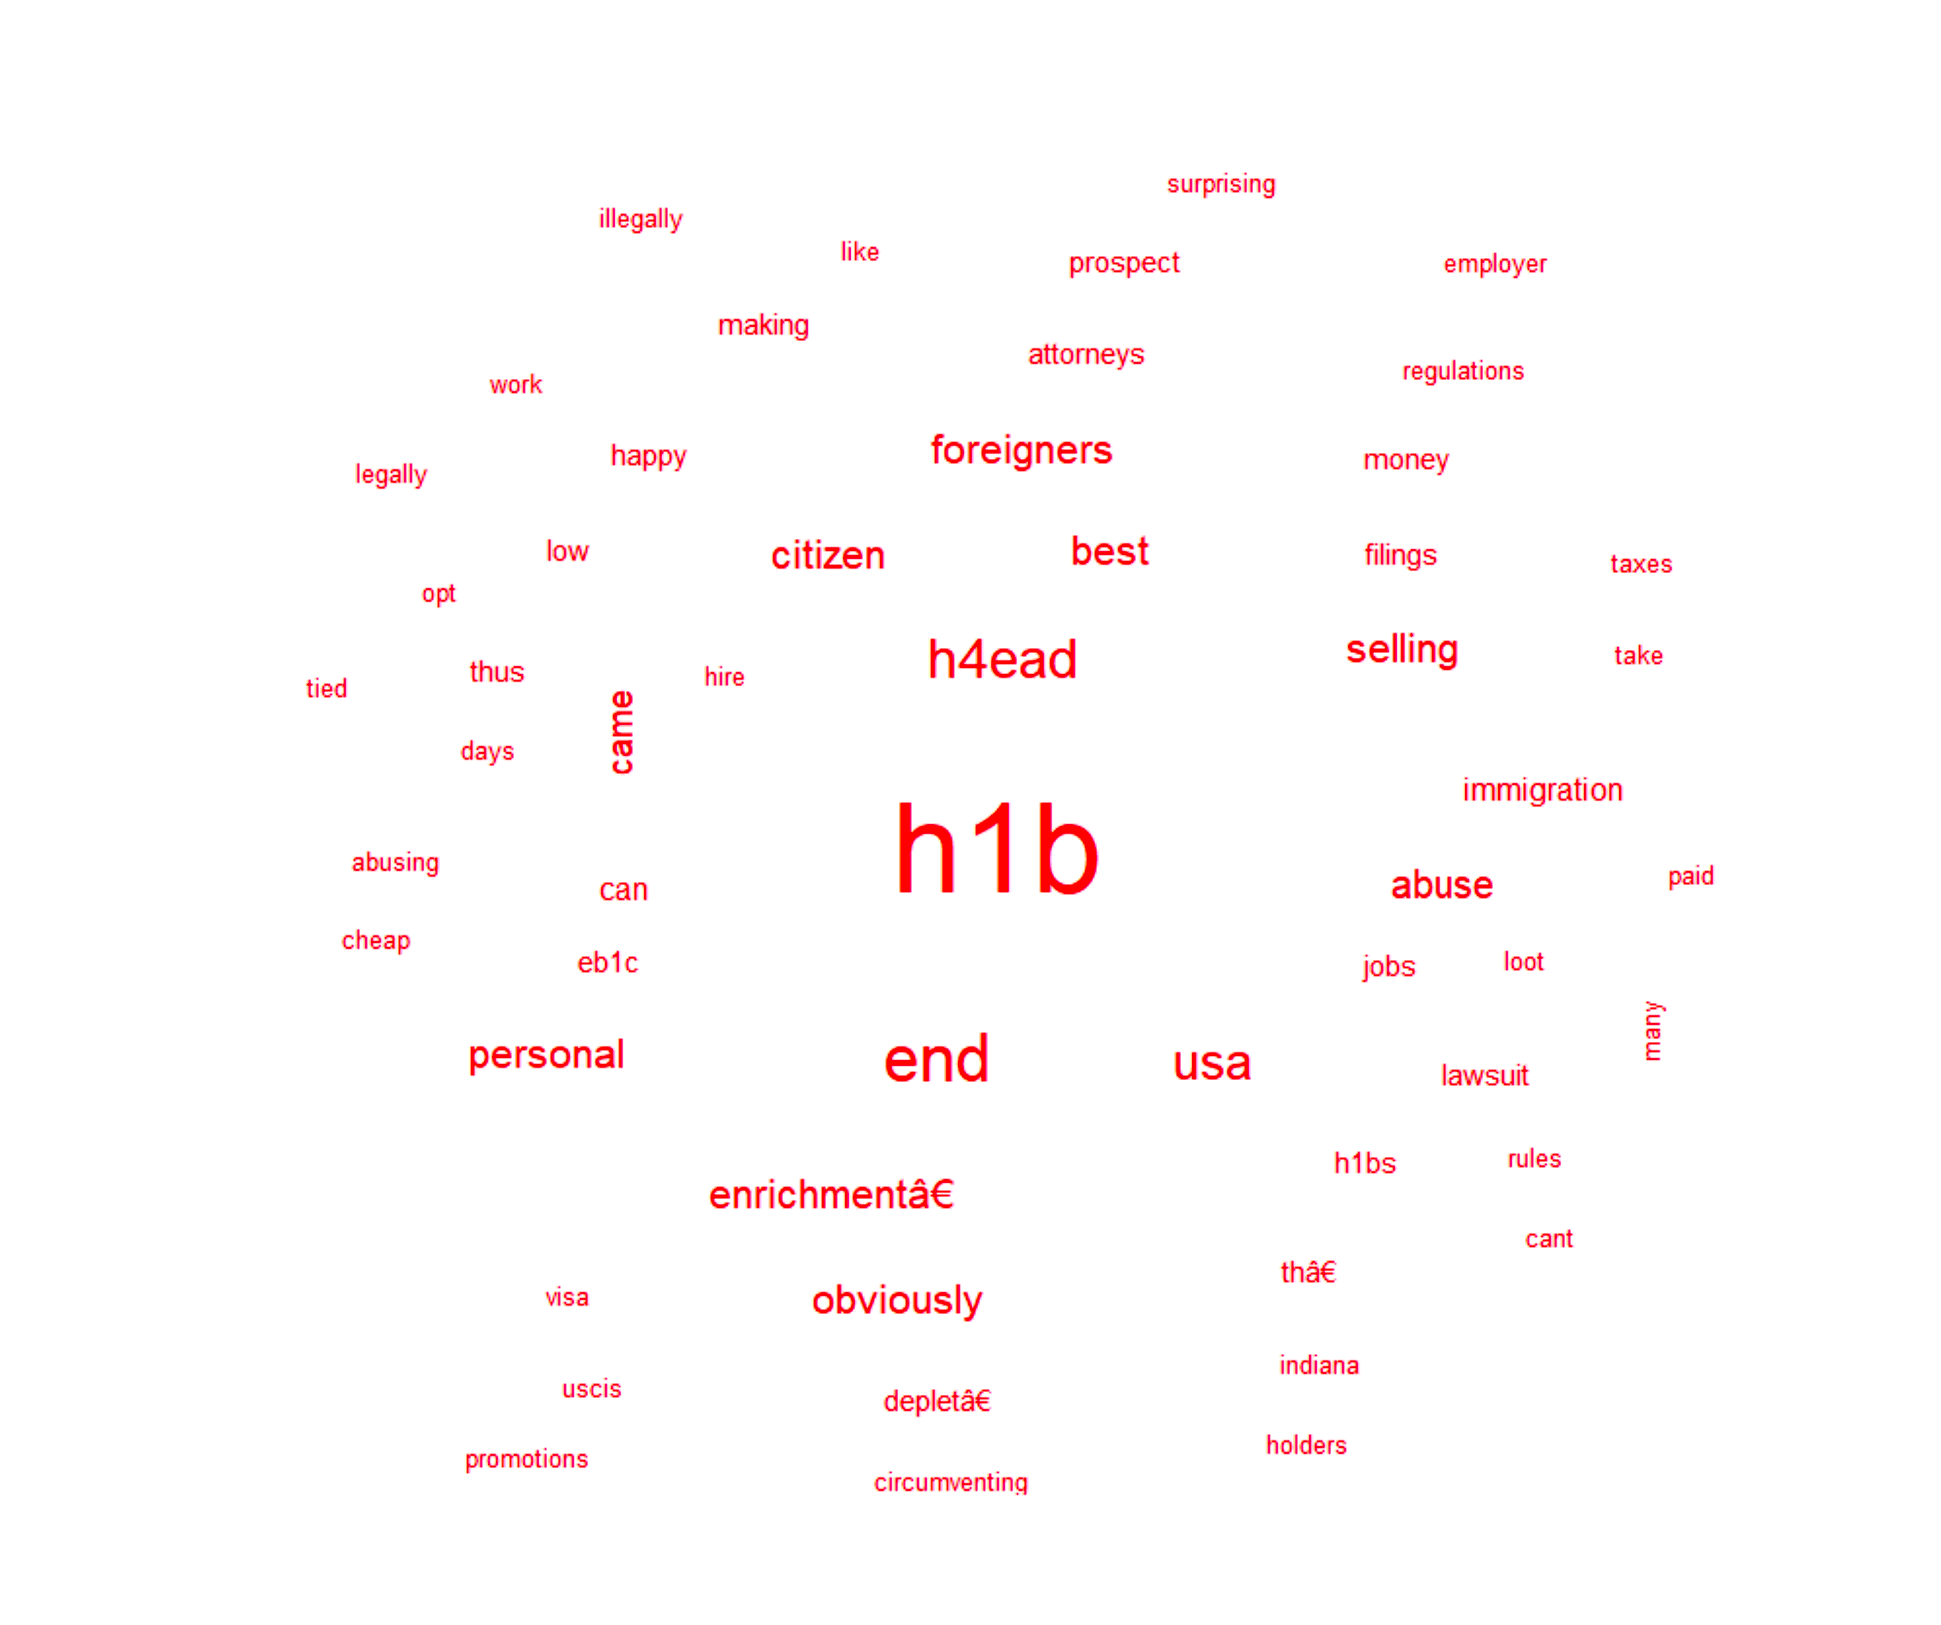 surprising
illegally
like
prospect
employer
making
attorneys
regulations
work
foreigners
happy
money
legally
low
citizen
best
filings
taxes
opt
h4ead
selling
take
thus
hire
tied
came
days
immigration
h1b
abusing
can
abuse
paid
cheap
eb1c
jobs
loot
many
personal
end
usa
lawsuit
h1bs
rules
enrichmentâ€
cant
thâ€
visa
obviously
indiana
uscis
depletâ€
holders
promotions
circumventing